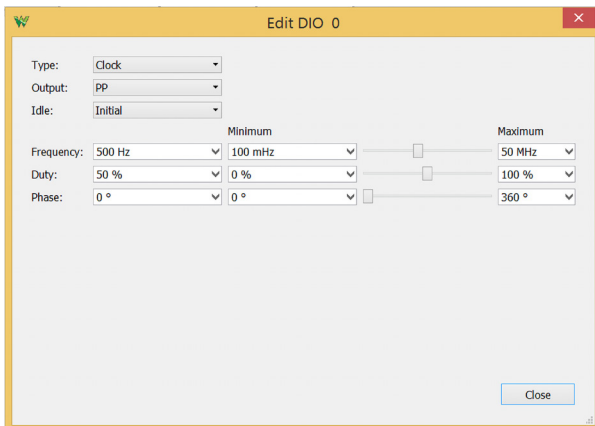 Edit DIO 0
Type: Clock
Output: PP
Idle: Initial
Minimum Maximum
Frequency: 500 Hz 100 mHz 50 MHz
Duty: 50 % 0 % 100 %
Phase: 0 ° 0 ° 360 °
Close